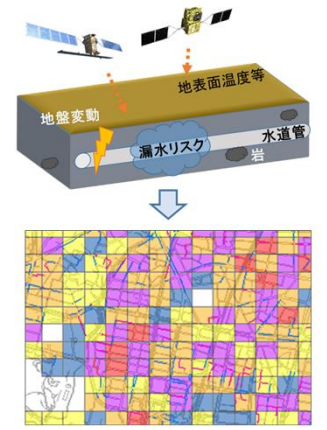 地表面温度等
地盤変動
水道管
漏水リスク
岩